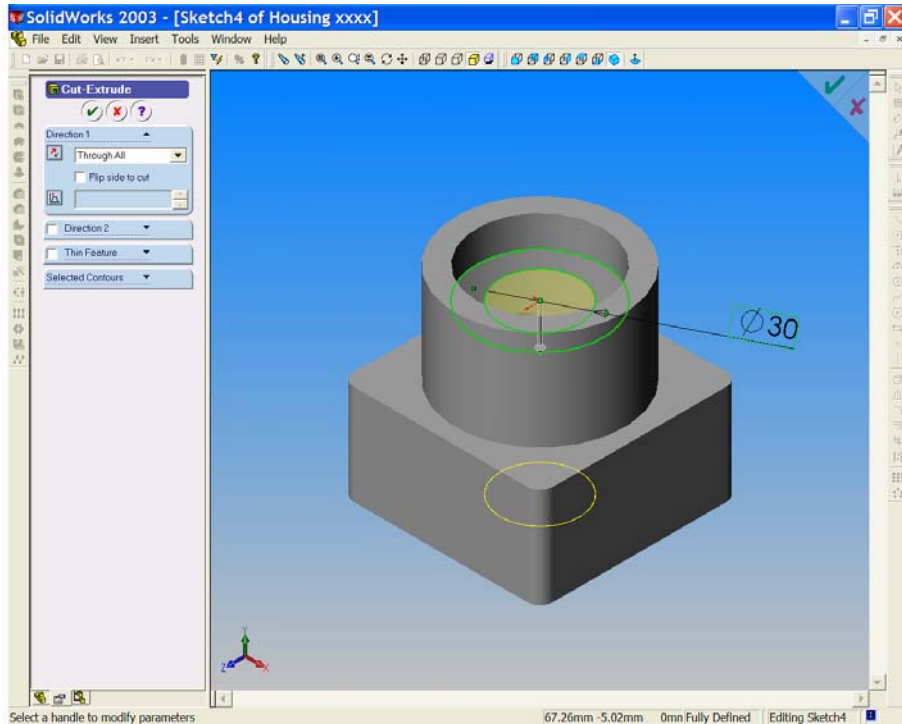 SolidWorks 2003 - [Sketch4 of Housing xxxx]
File Edit View Insert Tools Window Help
Cut-Extrude
Direction 1
Through All
Flip side to cut
Direction 2
Thin Feature
Selected Contours
Ø30
Y
Z X
Select a handle to modify parameters 67.26mm -5.02mm 0mm Fully Defined Editing Sketch4